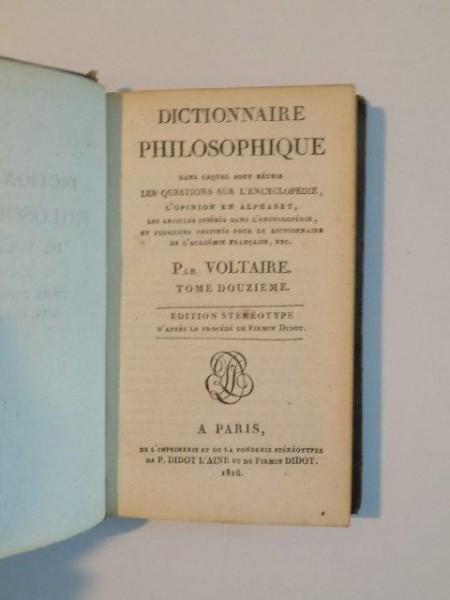 DICTIONNAIRE
PHILOSOPHIQUE
DANS LAQUEL SONT RÉUNIS
LES QUESTIONS SUR L'ENCYCLOPÉDIE,
L'OPINION EN ALPHABET,
LES ARTICLES INSÉRÉS DANS L'ENCYCLOPÉDIE,
ET PLUSIEURS DESTINÉS POUR LE DICTIONNAIRE
DE L'ACADÉMIE FRANÇAISE, ETC.
PAR VOLTAIRE.
TOME DOUZIEME.
ÉDITION STÉRÉOTYPE
D'APRÈS LE PROCÉDÉ DE FIRMIN DIDOT.
A PARIS,
DE L'IMPRIMERIE ET DE LA FONDERIE STÉRÉOTYPES
DE P. DIDOT L'AINÉ ET DE FIRMIN DIDOT.
1816.